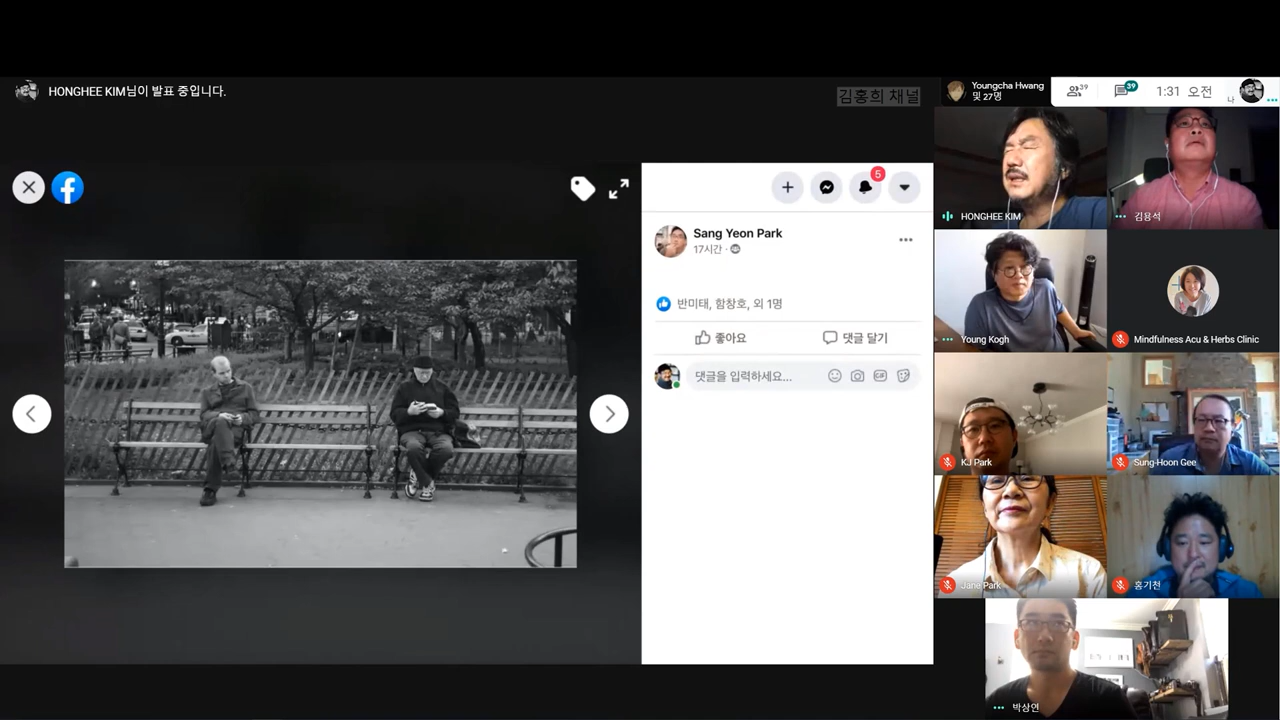 HONGHEE KIM님이 발표 중입니다.
김홍희 채널
Youngcha Hwang
및 27명
39
39
1:31 오전
나
HONGHEE KIM
김용석
5
Sang Yeon Park
17시간
Young Kogh
Mindfulness Acu & Herbs Clinic
반미태, 함창호, 외 1명
좋아요
댓글 달기
댓글을 입력하세요...
GIF
KJ Park
Sung-Hoon Gee
Jane Park
홍기천
박상연